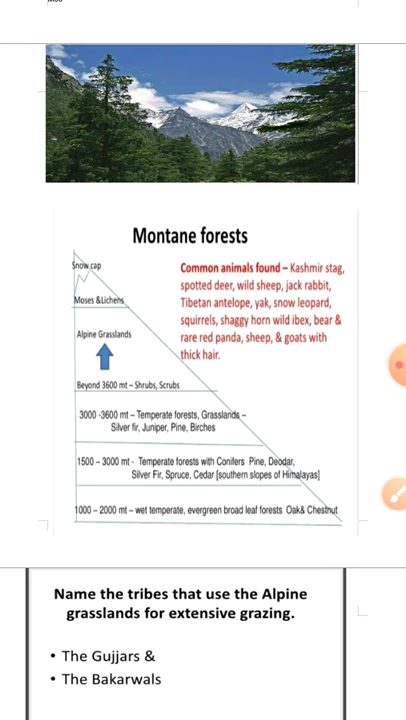 Montane forests
Snow cap
Common animals found – Kashmir stag,
spotted deer, wild sheep, jack rabbit,
Tibetan antelope, yak, snow leopard,
squirrels, shaggy horn wild ibex, bear &
rare red panda, sheep, & goats with
thick hair.
Moses &Lichens
Alpine Grasslands
Beyond 3600 mt – Shrubs, Scrubs
3000 -3600 mt – Temperate forests, Grasslands –
Silver fir, Juniper, Pine, Birches
1500 – 3000 mt - Temperate forests with Conifers Pine, Deodar,
Silver Fir, Spruce, Cedar [southern slopes of Himalayas]
1000 – 2000 mt – wet temperate, evergreen broad leaf forests Oak& Chestnut
Name the tribes that use the Alpine
grasslands for extensive grazing.
• The Gujjars &
• The Bakarwals